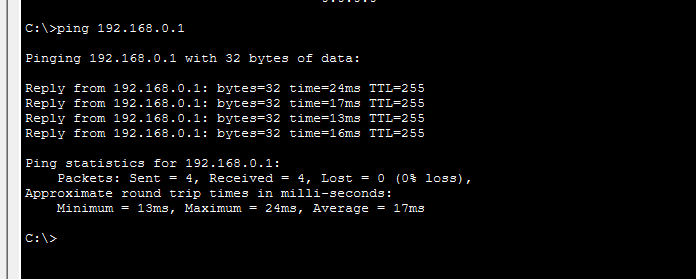 C:\>ping 192.168.0.1
Pinging 192.168.0.1 with 32 bytes of data:
Reply from 192.168.0.1: bytes=32 time=24ms TTL=255
Reply from 192.168.0.1: bytes=32 time=17ms TTL=255
Reply from 192.168.0.1: bytes=32 time=13ms TTL=255
Reply from 192.168.0.1: bytes=32 time=16ms TTL=255
Ping statistics for 192.168.0.1:
    Packets: Sent = 4, Received = 4, Lost = 0 (0% loss),
Approximate round trip times in milli-seconds:
    Minimum = 13ms, Maximum = 24ms, Average = 17ms
C:\>